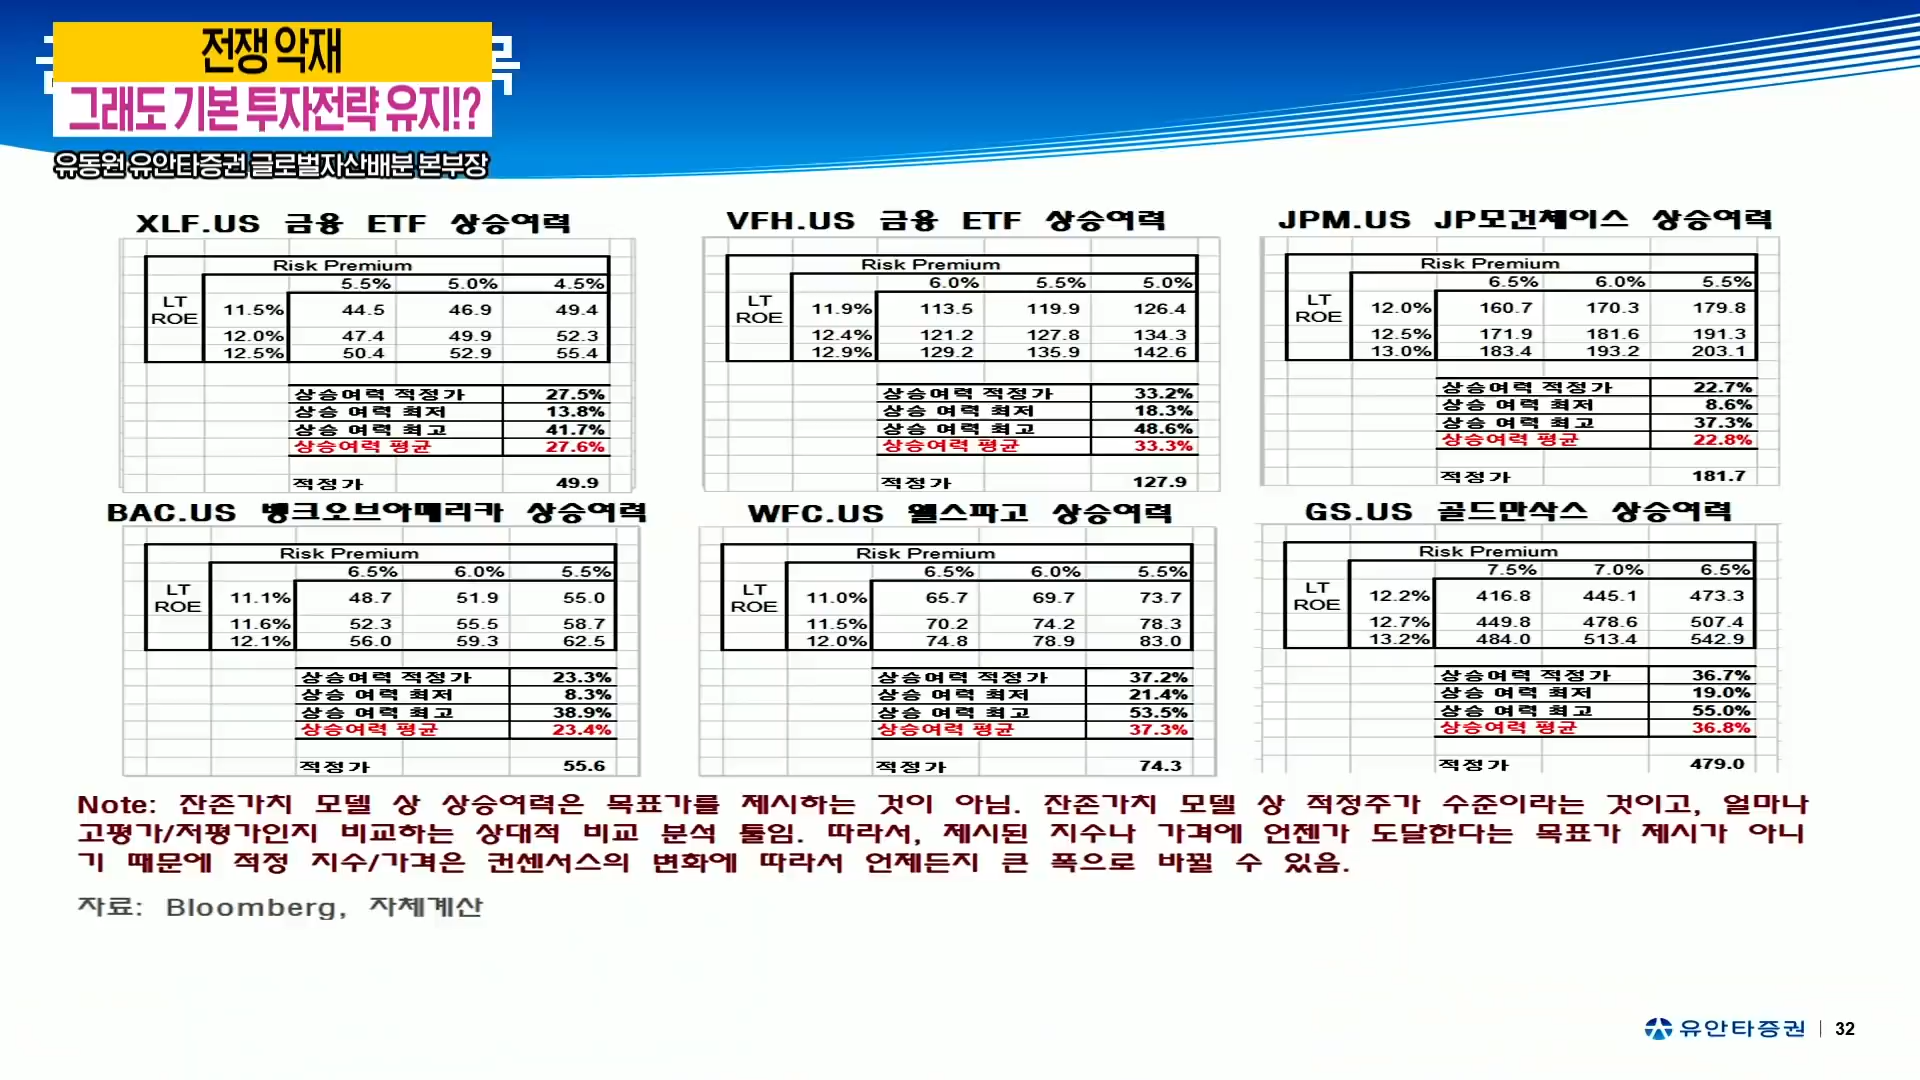 전쟁 악재
그래도 기본 투자전략 유지!?
유동원 유안타증권 글로벌자산배분 본부장
XLF.US 금융 ETF 상승여력
Risk Premium
5.5% 5.0% 4.5%
LT ROE
11.5% 44.5 46.9 49.4
12.0% 47.4 49.9 52.3
12.5% 50.4 52.9 55.4
상승여력 적정가 27.5%
상승 여력 최저 13.8%
상승 여력 최고 41.7%
상승여력 평균 27.6%
적정가 49.9
VFH.US 금융 ETF 상승여력
Risk Premium
6.0% 5.5% 5.0%
LT ROE
11.9% 113.5 119.9 126.4
12.4% 121.2 127.8 134.3
12.9% 129.2 135.9 142.6
상승여력 적정가 33.2%
상승 여력 최저 18.3%
상승 여력 최고 48.6%
상승여력 평균 33.3%
적정가 127.9
JPM.US JP모건체이스 상승여력
Risk Premium
6.5% 6.0% 5.5%
LT ROE
12.0% 160.7 170.3 179.8
12.5% 171.9 181.6 191.3
13.0% 183.4 193.2 203.1
상승여력 적정가 22.7%
상승 여력 최저 8.6%
상승 여력 최고 37.3%
상승여력 평균 22.8%
적정가 181.7
BAC.US 뱅크오브아메리카 상승여력
Risk Premium
6.5% 6.0% 5.5%
LT ROE
11.1% 48.7 51.9 55.0
11.6% 52.3 55.5 58.7
12.1% 56.0 59.3 62.5
상승여력 적정가 23.3%
상승 여력 최저 8.3%
상승 여력 최고 38.9%
상승여력 평균 23.4%
적정가 55.6
WFC.US 웰스파고 상승여력
Risk Premium
6.5% 6.0% 5.5%
LT ROE
11.0% 65.7 69.7 73.7
11.5% 70.2 74.2 78.3
12.0% 74.8 78.9 83.0
상승여력 적정가 37.2%
상승 여력 최저 21.4%
상승 여력 최고 53.5%
상승여력 평균 37.3%
적정가 74.3
GS.US 골드만삭스 상승여력
Risk Premium
7.5% 7.0% 6.5%
LT ROE
12.2% 416.8 445.1 473.3
12.7% 449.8 478.6 507.4
13.2% 484.0 513.4 542.9
상승여력 적정가 36.7%
상승 여력 최저 19.0%
상승 여력 최고 55.0%
상승여력 평균 36.8%
적정가 479.0
Note: 잔존가치 모델 상 상승여력은 목표가를 제시하는 것이 아님. 잔존가치 모델 상 적정주가 수준이라는 것이고, 얼마나
고평가/저평가인지 비교하는 상대적 비교 분석 툴임. 따라서, 제시된 지수나 가격에 언젠가 도달한다는 목표가 제시가 아니
기 때문에 적정 지수/가격은 컨센서스의 변화에 따라서 언제든지 큰 폭으로 바뀔 수 있음.
자료: Bloomberg, 자체계산
유안타증권 32